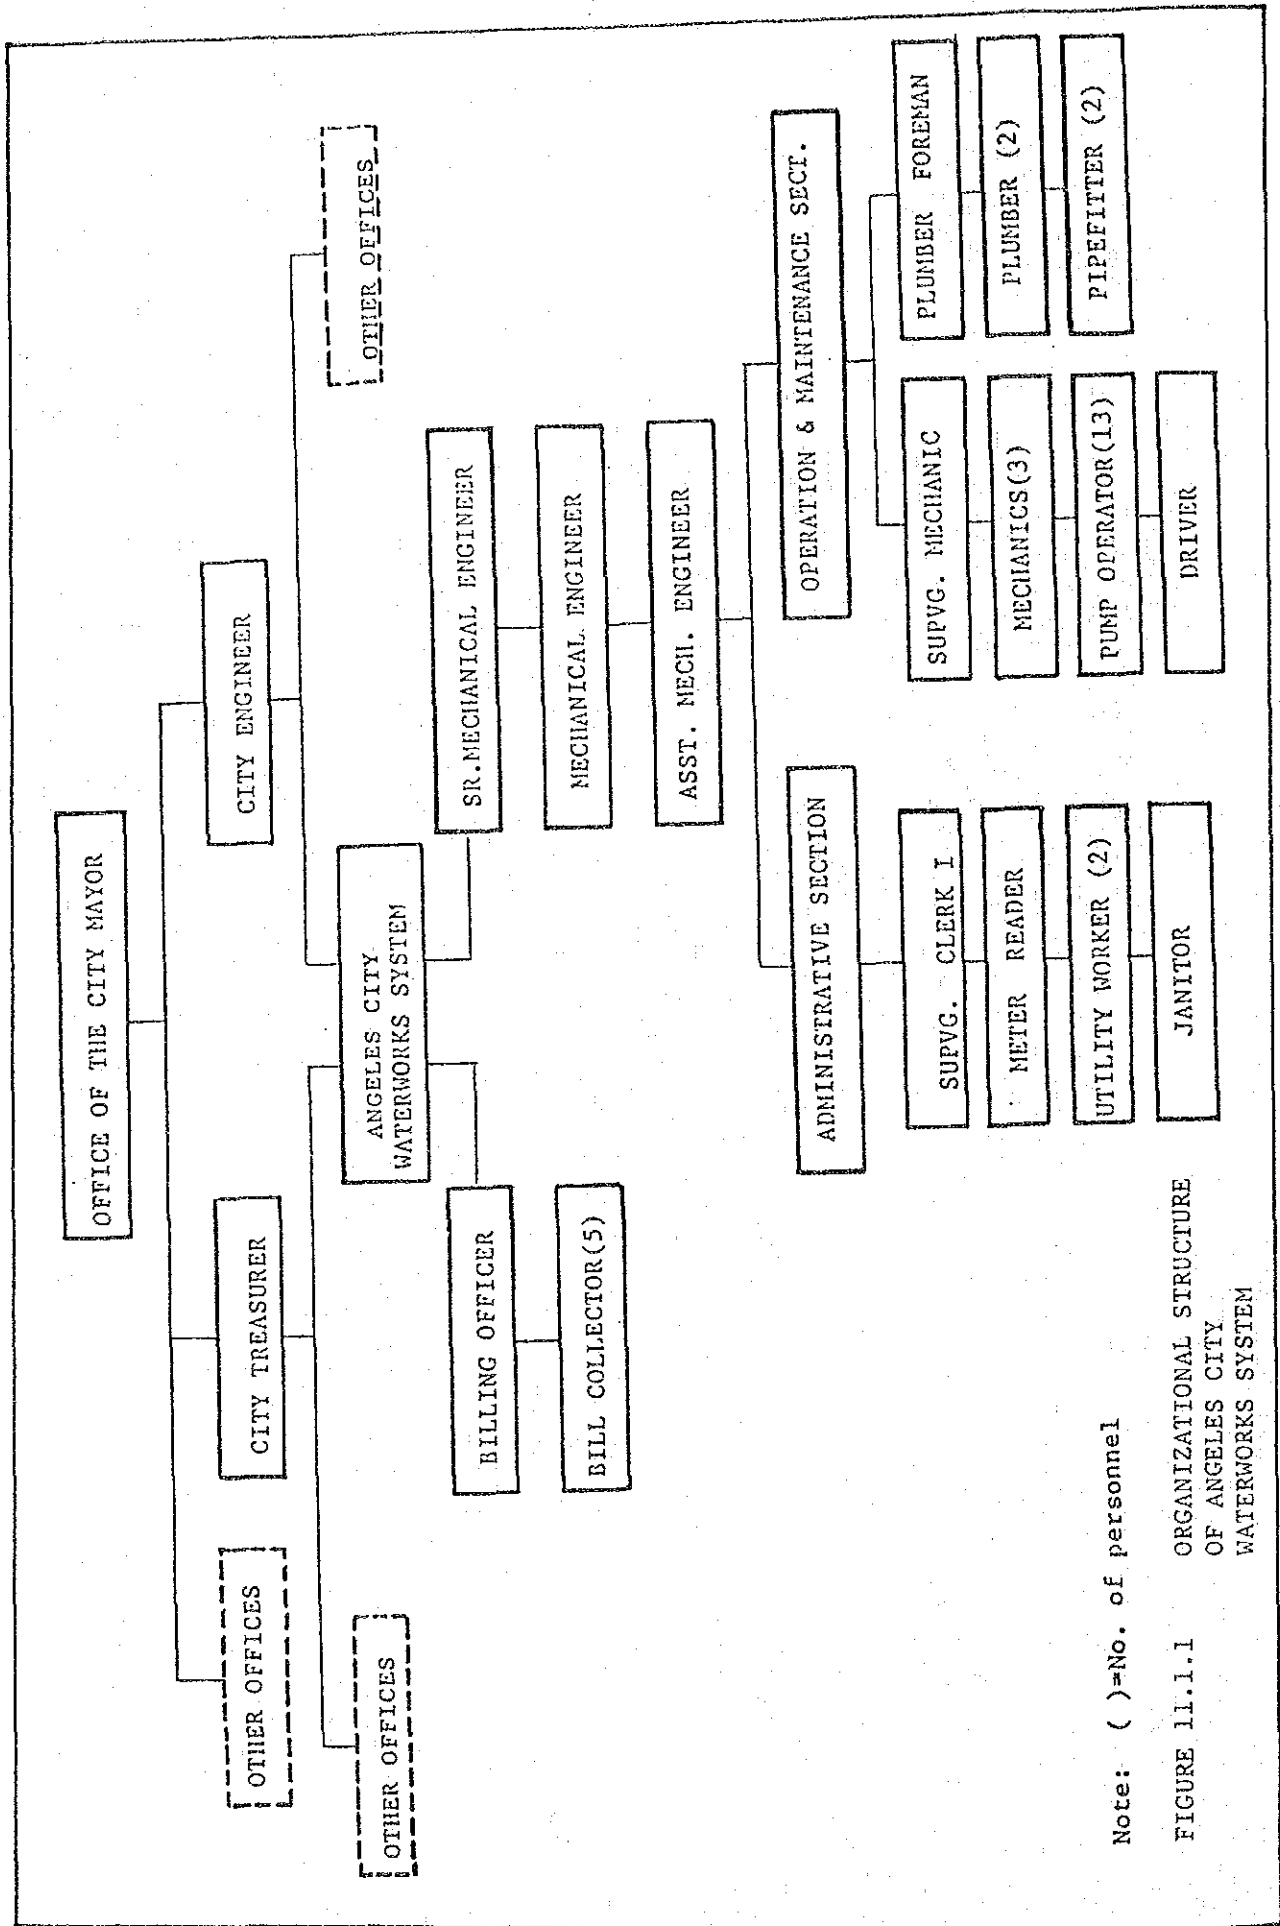 OFFICE OF THE CITY MAYOR
OTHER OFFICES
CITY TREASURER
CITY ENGINEER
OTHER OFFICES
ANGELES CITY
WATERWORKS SYSTEM
OTHER OFFICES
BILLING OFFICER
SR.MECHANICAL ENGINEER
BILL COLLECTOR(5)
MECHANICAL ENGINEER
ASST. MECH. ENGINEER
ADMINISTRATIVE SECTION
OPERATION & MAINTENANCE SECT.
SUPVG. CLERK I
SUPVG. MECHANIC
PLUMBER FOREMAN
METER READER
MECHANICS(3)
PLUMBER (2)
UTILITY WORKER (2)
PUMP OPERATOR(13)
PIPEFITTER (2)
JANITOR
DRIVER
Note: ( )=No. of personnel
FIGURE 11.1.1 ORGANIZATIONAL STRUCTURE
OF ANGELES CITY
WATERWORKS SYSTEM